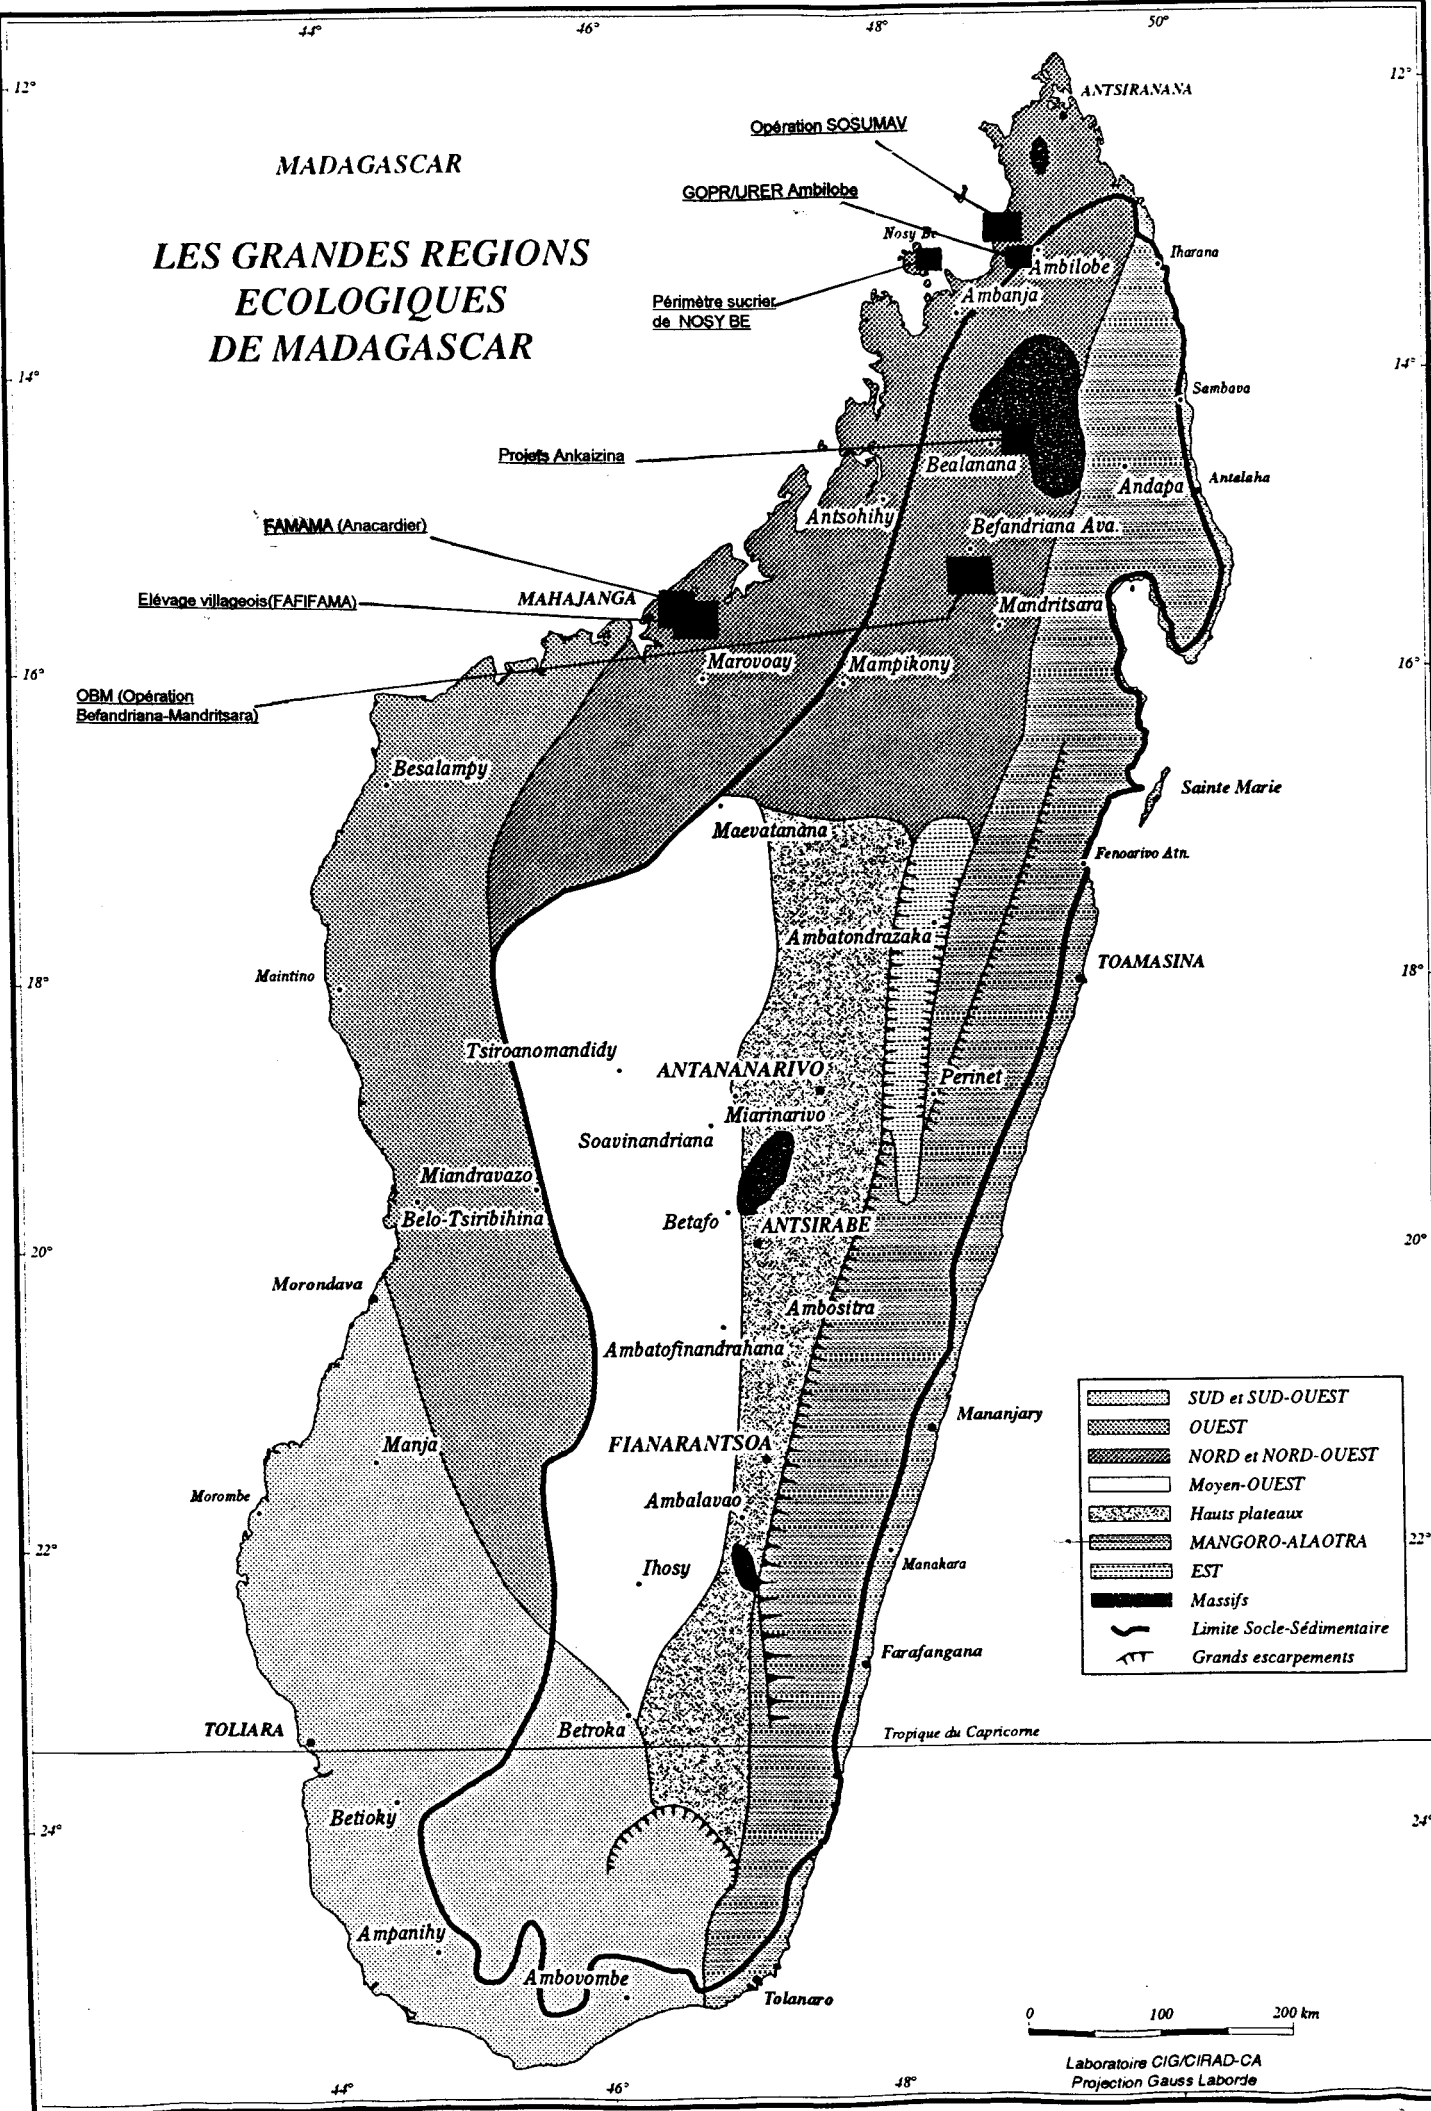 44°
46°
48°
50°
12°
12°
ANTSIRANANA
Opération SOSUMAV
MADAGASCAR
GOPR/URER Ambilobe
Nosy Be
LES GRANDES REGIONS
ECOLOGIQUES
DE MADAGASCAR
Iharana
Ambilobe
Ambanja
Périmètre sucrier
de NOSY BE
14°
14°
Sambava
Projets Ankaizina
Bealanana
Andapa
Antalaha
Antsohihy
Befandriana Ava.
FAMAMA (Anacardier)
Elévage villageois(FAFIFAMA)
MAHAJANGA
Mandritsara
16°
16°
Marovoay
Mampikony
OBM (Opération
Befandriana-Mandritsara)
Besalampy
Sainte Marie
Maevatanana
Fenoarivo Atn.
Ambatondrazaka
TOAMASINA
18°
18°
Maintino
Tsiroanomandidy
ANTANANARIVO
Perinet
Miarinarivo
Soavinandriana
Miandravazo
Belo-Tsiribihina
Betafo
ANTSIRABE
20°
20°
Morondava
Ambositra
Ambatofinandrahana
SUD et SUD-OUEST
OUEST
NORD et NORD-OUEST
Moyen-OUEST
Hauts plateaux
MANGORO-ALAOTRA
EST
Massifs
Limite Socle-Sédimentaire
Grands escarpements
Mananjary
Manja
FIANARANTSOA
Morombe
Ambalavao
22°
22°
Ihosy
Manakara
Farafangana
TOLIARA
Betroka
Tropique du Capricorne
Betioky
24°
24°
Ampanihy
Ambovombe
Tolanaro
0 100 200 km
Laboratoire CIG/CIRAD-CA
Projection Gauss Laborde
44°
46°
48°